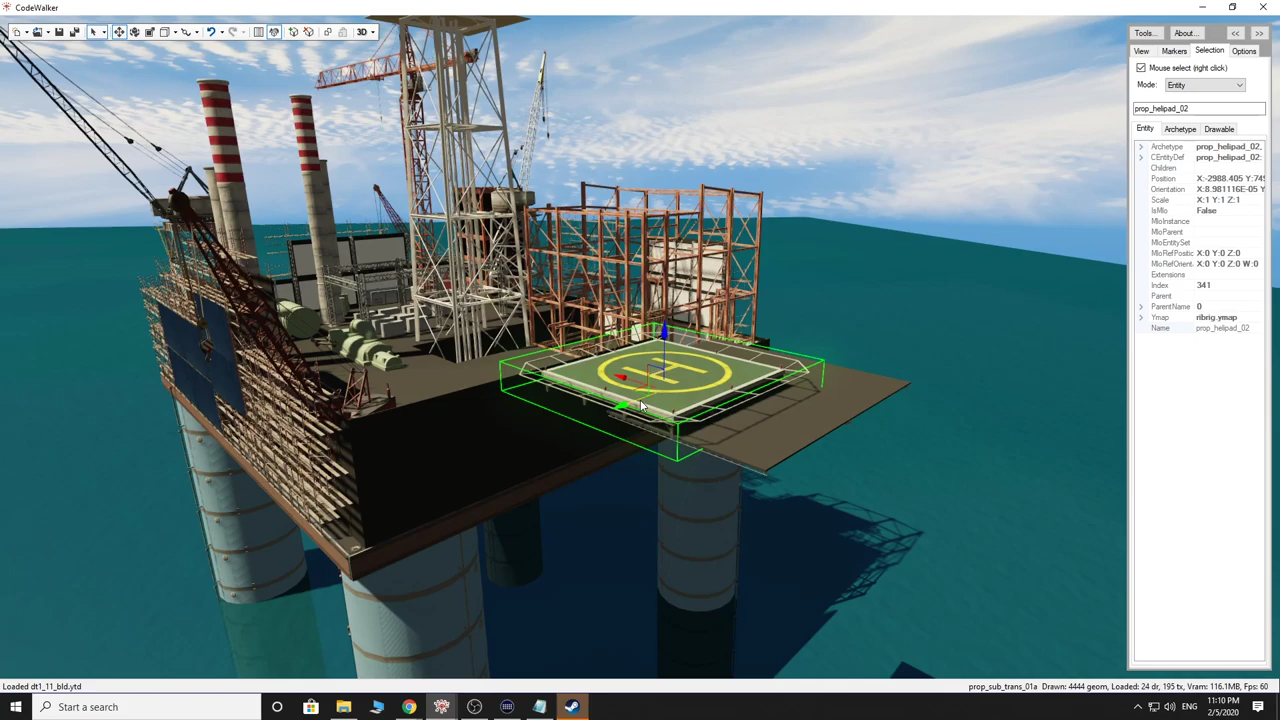 CodeWalker
3D
Tools... About... << >>
View Markers Selection Options
Mouse select (right click)
Mode: Entity
prop_helipad_02
Entity Archetype Drawable
Archetype prop_helipad_02,
CEntityDef prop_helipad_02:
Children
Position X:-2988.405 Y:745
Orientation X:8.981116E-05 Y
Scale X:1 Y:1 Z:1
IsMlo False
MloInstance
MloParent
MloEntitySet
MloRefPositic X:0 Y:0 Z:0
MloRefOrient. X:0 Y:0 Z:0 W:0
Extensions
Index 341
Parent
ParentName 0
Ymap ribrig.ymap
Name prop_helipad_02
H
Loaded dt1_11_bld.ytd
prop_sub_trans_01a Drawn: 4444 geom, Loaded: 24 dr, 195 tx, Vram: 116.1MB, Fps: 60
Start a search
ENG
11:10 PM
2/5/2020